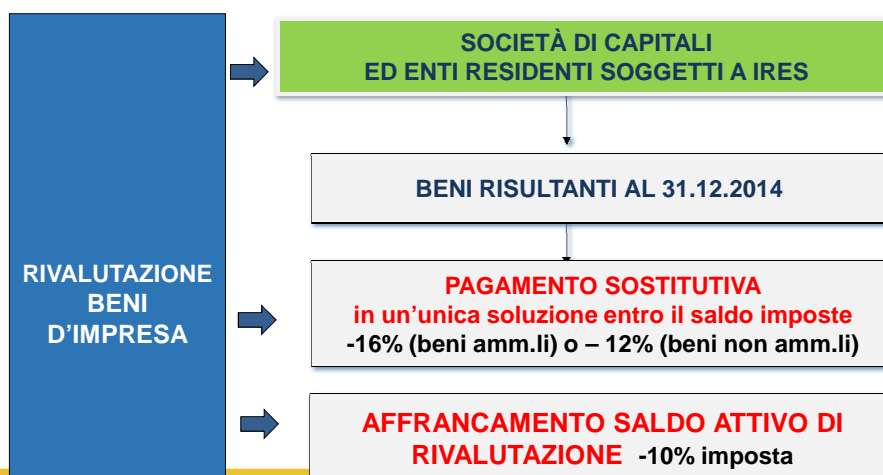 RIVALUTAZIONE
BENI
D'IMPRESA
SOCIETÀ DI CAPITALI
ED ENTI RESIDENTI SOGGETTI A IRES
BENI RISULTANTI AL 31.12.2014
PAGAMENTO SOSTITUTIVA
in un'unica soluzione entro il saldo imposte
-16% (beni amm.li) o – 12% (beni non amm.li)
AFFRANCAMENTO SALDO ATTIVO DI
RIVALUTAZIONE -10% imposta